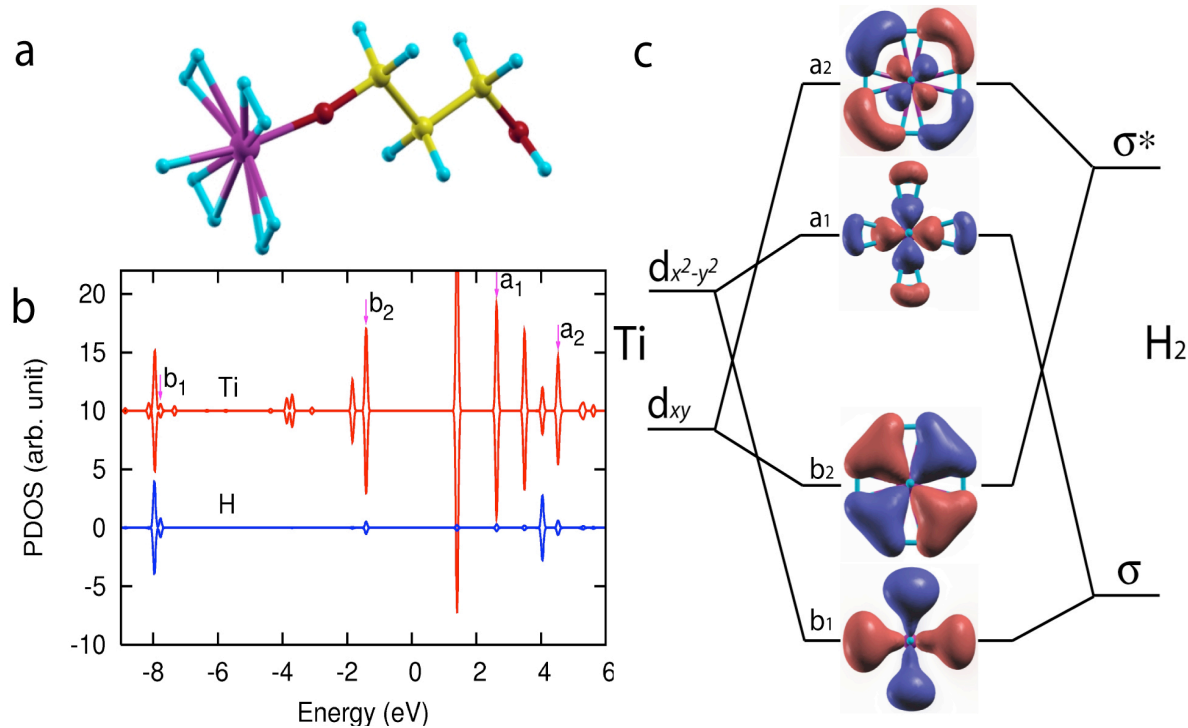 a
b
20
15
10
5
0
-5
-10
PDOS (arb. unit)
b1
Ti
b2
a1
a2
H
-8
-6
-4
-2
0
2
4
6
Energy (eV)
c
a2
σ*
a1
dx²-y²
Ti
H2
dxy
b2
σ
b1